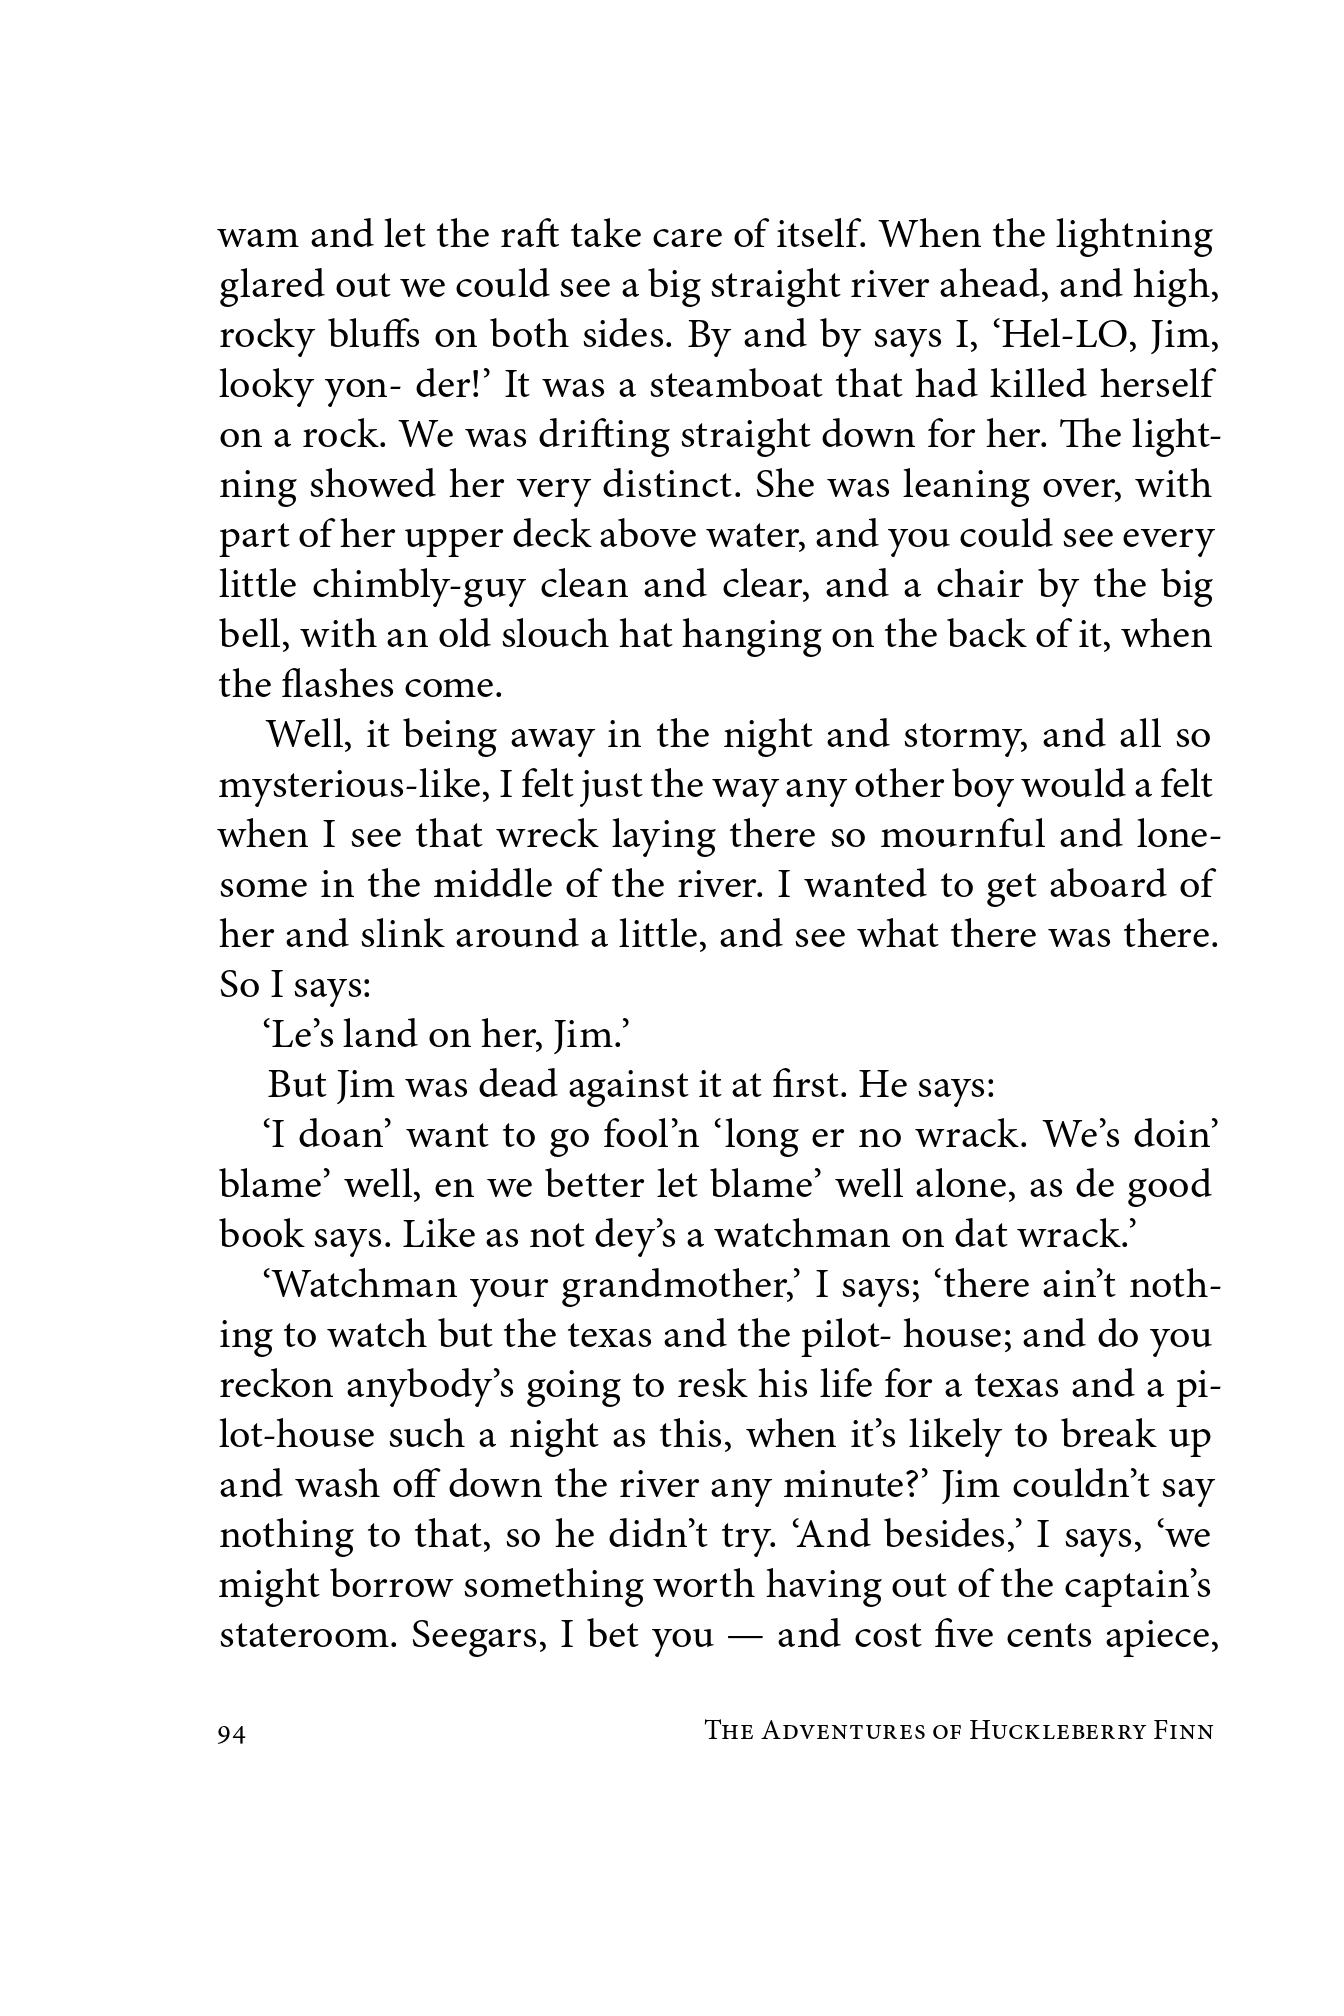 wam and let the raft take care of itself. When the lightning
glared out we could see a big straight river ahead, and high,
rocky bluffs on both sides. By and by says I, ‘Hel-LO, Jim,
looky yon- der!’ It was a steamboat that had killed herself
on a rock. We was drifting straight down for her. The light-
ning showed her very distinct. She was leaning over, with
part of her upper deck above water, and you could see every
little chimbly-guy clean and clear, and a chair by the big
bell, with an old slouch hat hanging on the back of it, when
the flashes come.
Well, it being away in the night and stormy, and all so
mysterious-like, I felt just the way any other boy would a felt
when I see that wreck laying there so mournful and lone-
some in the middle of the river. I wanted to get aboard of
her and slink around a little, and see what there was there.
So I says:
‘Le’s land on her, Jim.’
But Jim was dead against it at first. He says:
‘I doan’ want to go fool’n ‘long er no wrack. We’s doin’
blame’ well, en we better let blame’ well alone, as de good
book says. Like as not dey’s a watchman on dat wrack.’
‘Watchman your grandmother,’ I says; ‘there ain’t noth-
ing to watch but the texas and the pilot- house; and do you
reckon anybody’s going to resk his life for a texas and a pi-
lot-house such a night as this, when it’s likely to break up
and wash off down the river any minute?’ Jim couldn’t say
nothing to that, so he didn’t try. ‘And besides,’ I says, ‘we
might borrow something worth having out of the captain’s
stateroom. Seegars, I bet you — and cost five cents apiece,
94 The Adventures of Huckleberry Finn